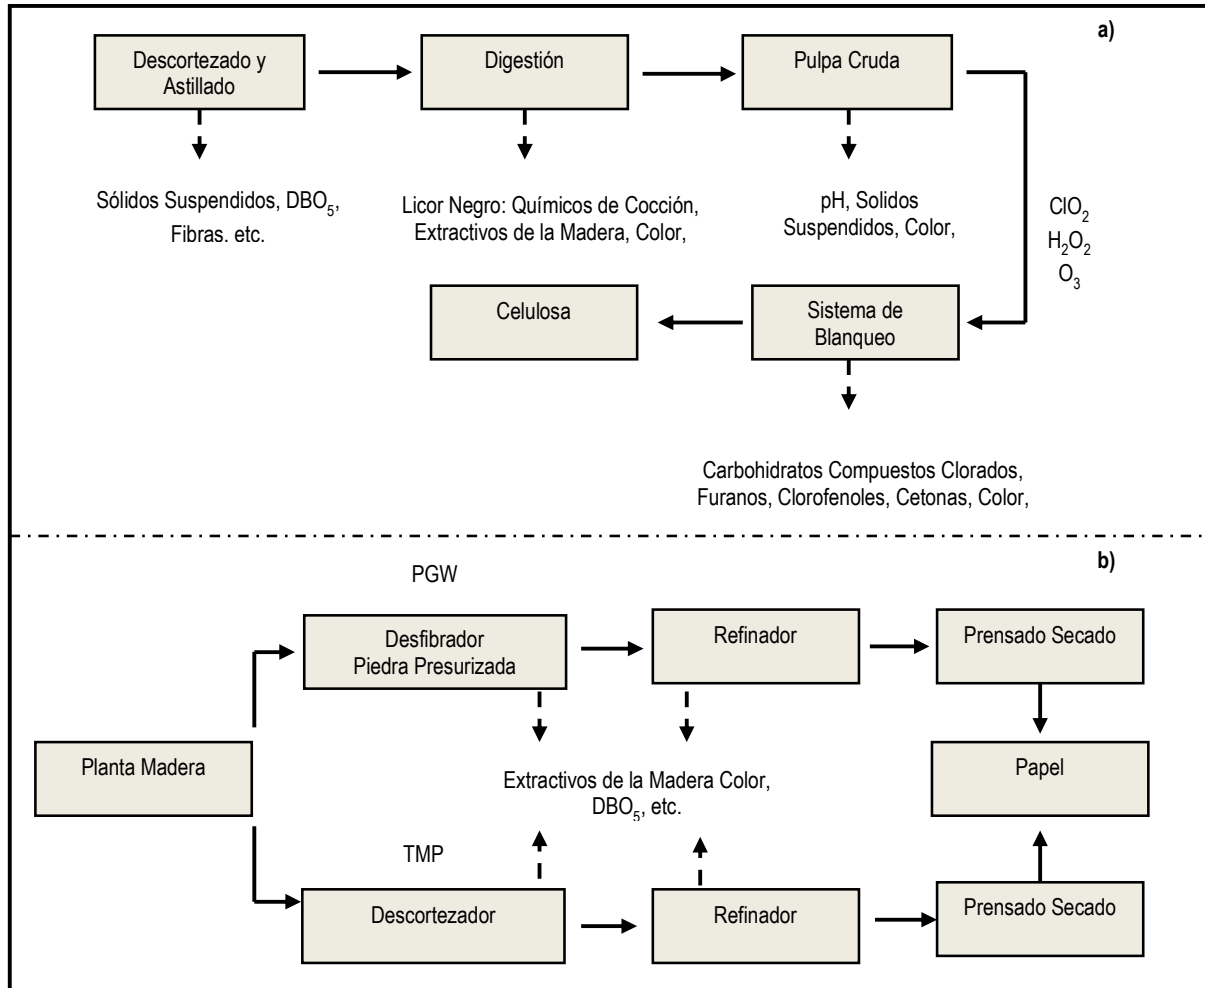 a)
Descortezado y
Astillado
Digestión
Pulpa Cruda
Sólidos Suspendidos, DBO5,
Fibras. etc.
Licor Negro: Químicos de Cocción,
Extractivos de la Madera, Color,
pH, Solidos
Suspendidos, Color,
ClO2
H2O2
O3
Celulosa
Sistema de
Blanqueo
Carbohidratos Compuestos Clorados,
Furanos, Clorofenoles, Cetonas, Color,
b)
PGW
Desfibrador
Piedra Presurizada
Refinador
Prensado Secado
Planta Madera
Extractivos de la Madera Color,
DBO5, etc.
Papel
TMP
Descortezador
Refinador
Prensado Secado